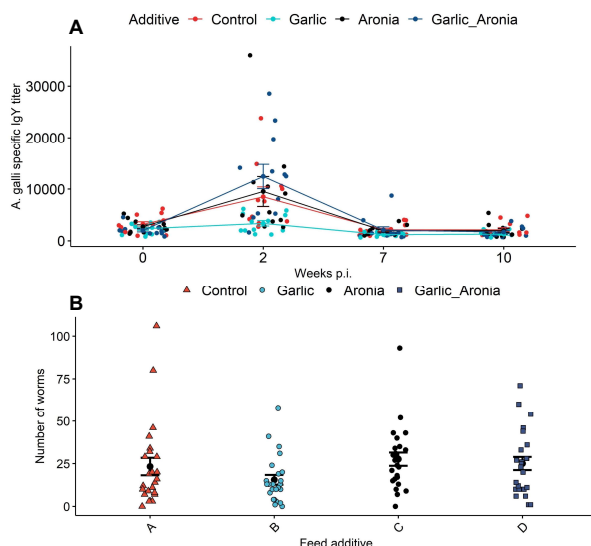 A
Additive Control Garlic Aronia Garlic_Aronia
A. galli specific IgY titer
30000
20000
10000
0
0 2 7 10
Weeks p.i.
B
Control Garlic Aronia Garlic_Aronia
Number of worms
100
75
50
25
0
A B C D
Feed additive